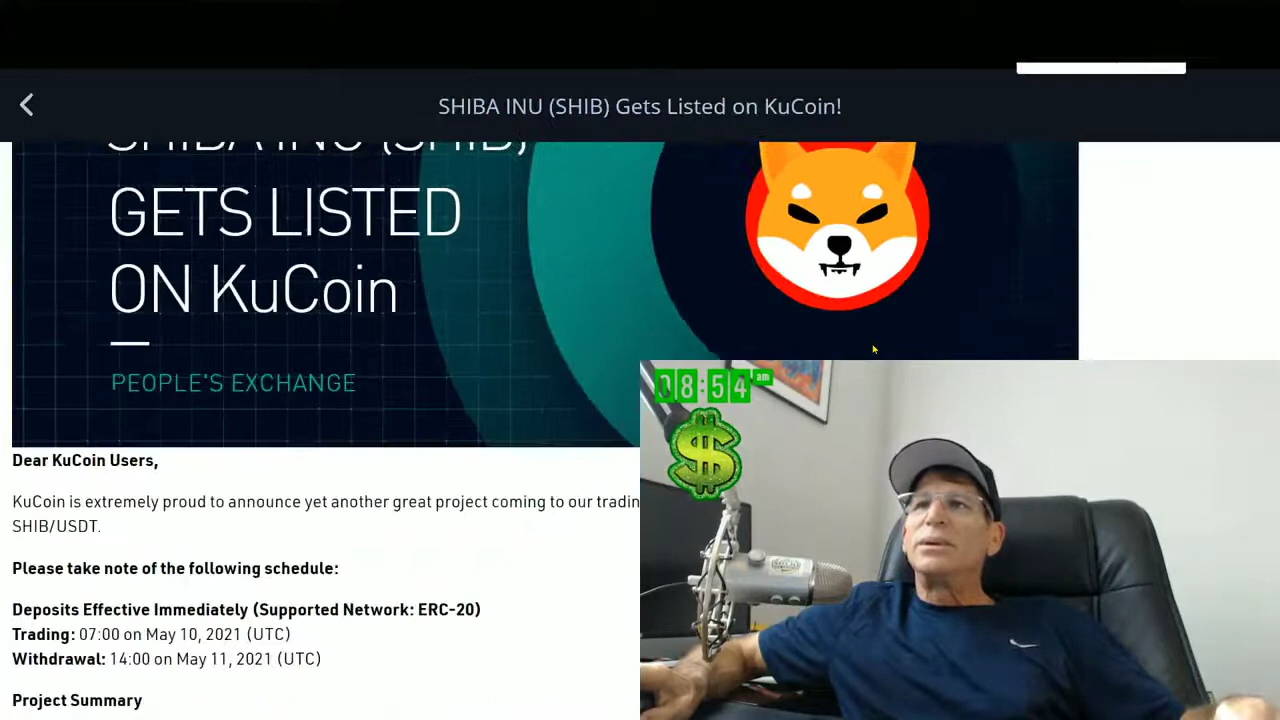 SHIBA INU (SHIB) Gets Listed on KuCoin!
SHIBA INU (SHIB)
GETS LISTED
ON KuCoin
PEOPLE'S EXCHANGE
08:54 am
$
Dear KuCoin Users,
KuCoin is extremely proud to announce yet another great project coming to our
SHIB/USDT.
Please take note of the following schedule:
Deposits Effective Immediately (Supported Network: ERC-20)
Trading: 07:00 on May 10, 2021 (UTC)
Withdrawal: 14:00 on May 11, 2021 (UTC)
Project Summary